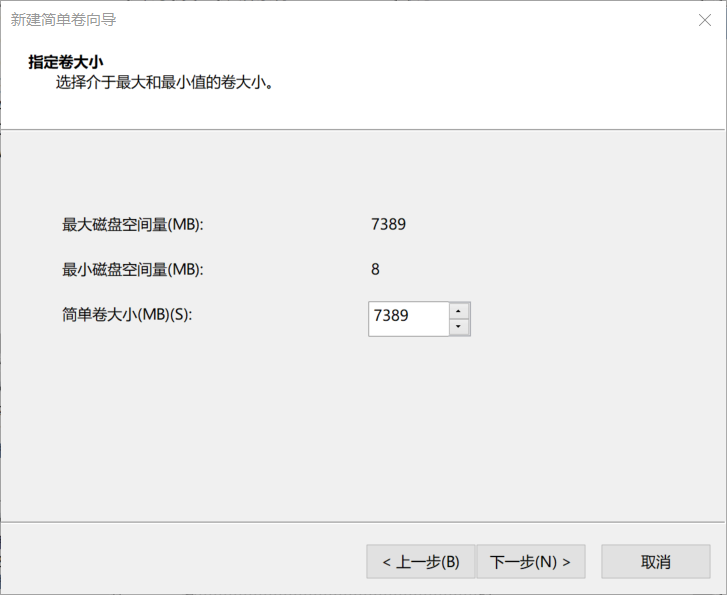 新建简单卷向导
指定卷大小
选择介于最大和最小值的卷大小。
最大磁盘空间量(MB): 7389
最小磁盘空间量(MB): 8
简单卷大小(MB)(S): 7389
< 上一步(B) 下一步(N) > 取消